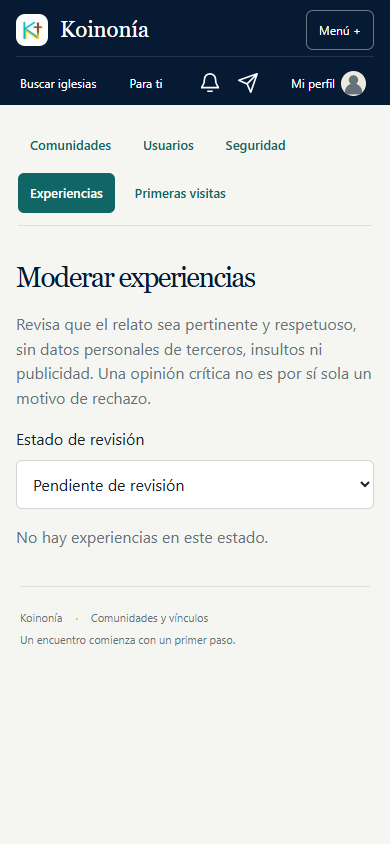 Koinonía
Menú +
Buscar iglesias
Para ti
Mi perfil
Comunidades
Usuarios
Seguridad
Experiencias
Primeras visitas
Moderar experiencias
Revisa que el relato sea pertinente y respetuoso,
sin datos personales de terceros, insultos ni
publicidad. Una opinión crítica no es por sí sola un
motivo de rechazo.
Estado de revisión
Pendiente de revisión
No hay experiencias en este estado.
Koinonía · Comunidades y vínculos
Un encuentro comienza con un primer paso.